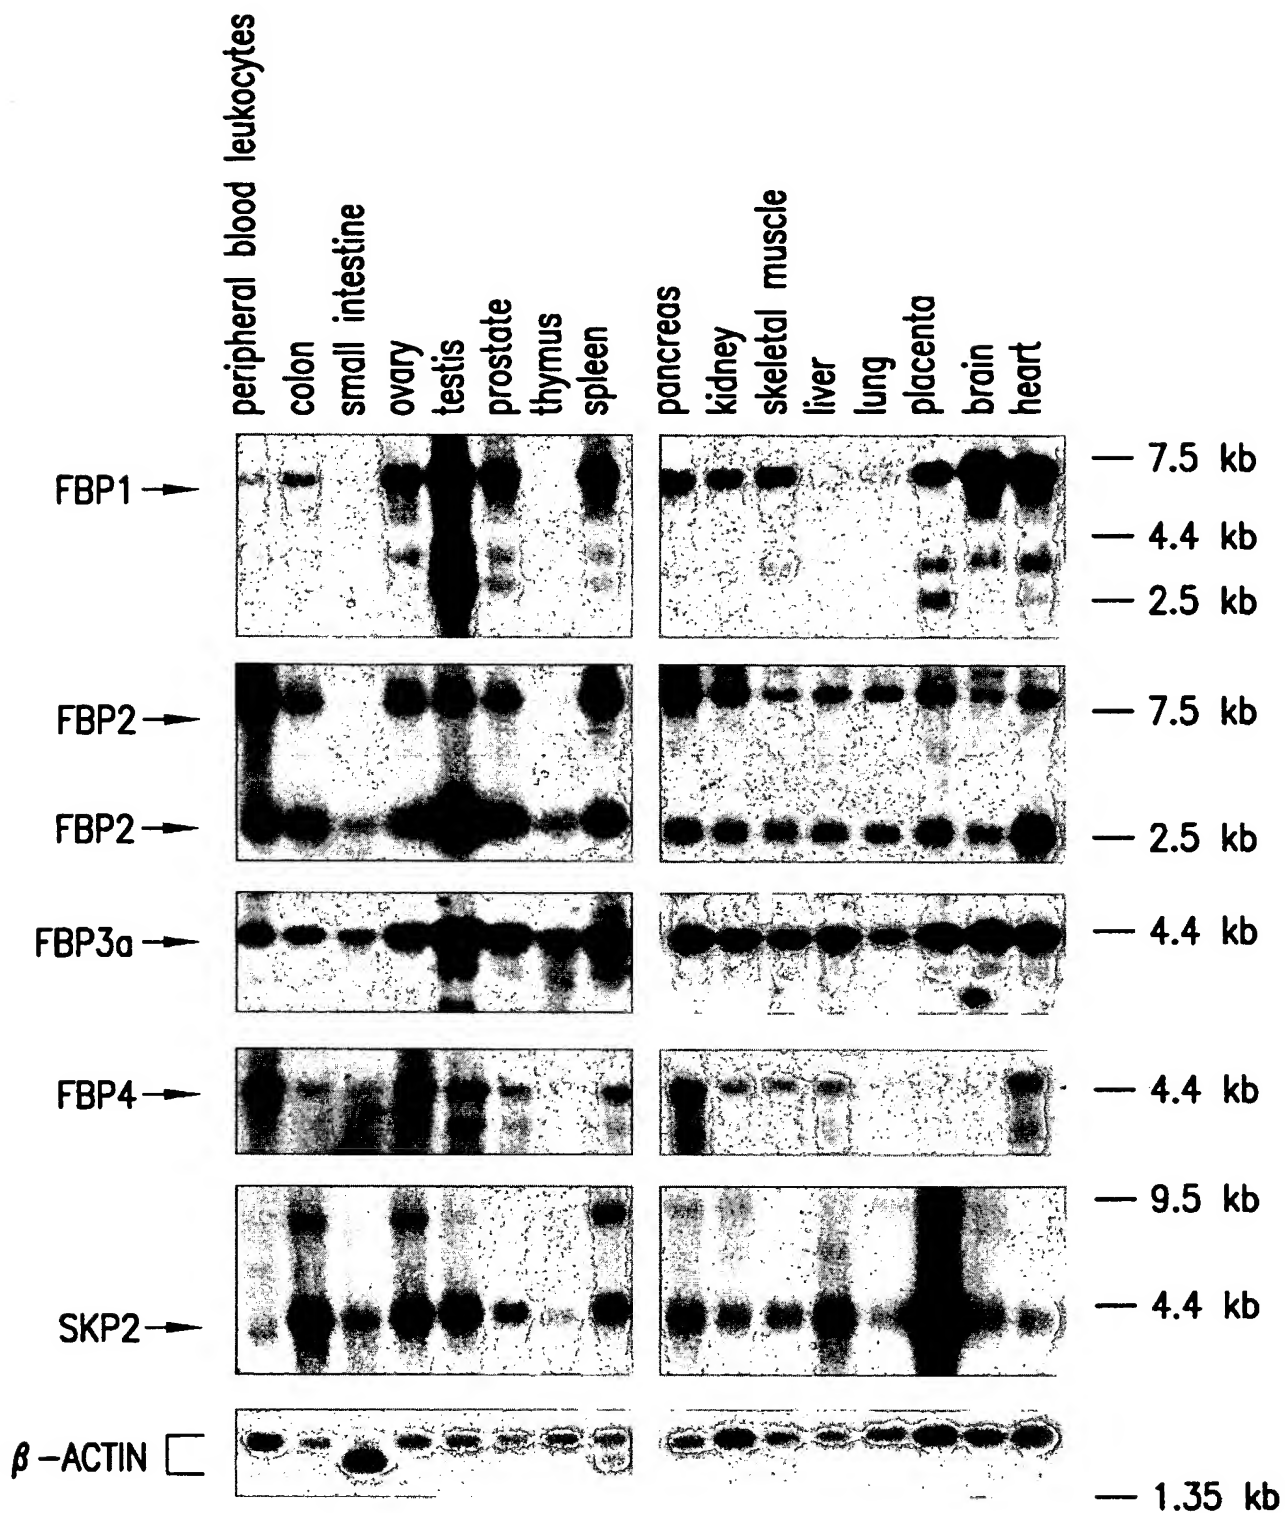 peripheral blood leukocytes
colon
small intestine
ovary
testis
prostate
thymus
spleen
pancreas
kidney
skeletal muscle
liver
lung
placenta
brain
heart
FBP1
7.5 kb
4.4 kb
2.5 kb
FBP2
7.5 kb
FBP2
2.5 kb
FBP3a
4.4 kb
FBP4
4.4 kb
9.5 kb
SKP2
4.4 kb
β-ACTIN
1.35 kb